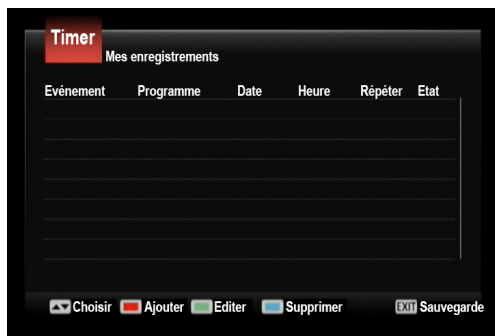 Timer
Mes enregistrements
Evénement Programme Date Heure Répéter Etat
Choisir Ajouter Editer Supprimer EXIT Sauvegarde